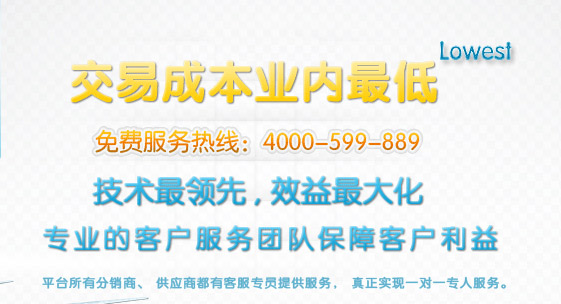 Lowest
交易成本业内最低
免费服务热线：4000-599-889
技术最领先，效益最大化
专业的客户服务团队保障客户利益
平台所有分销商、 供应商都有客服专员提供服务， 真正实现一对一专人服务。